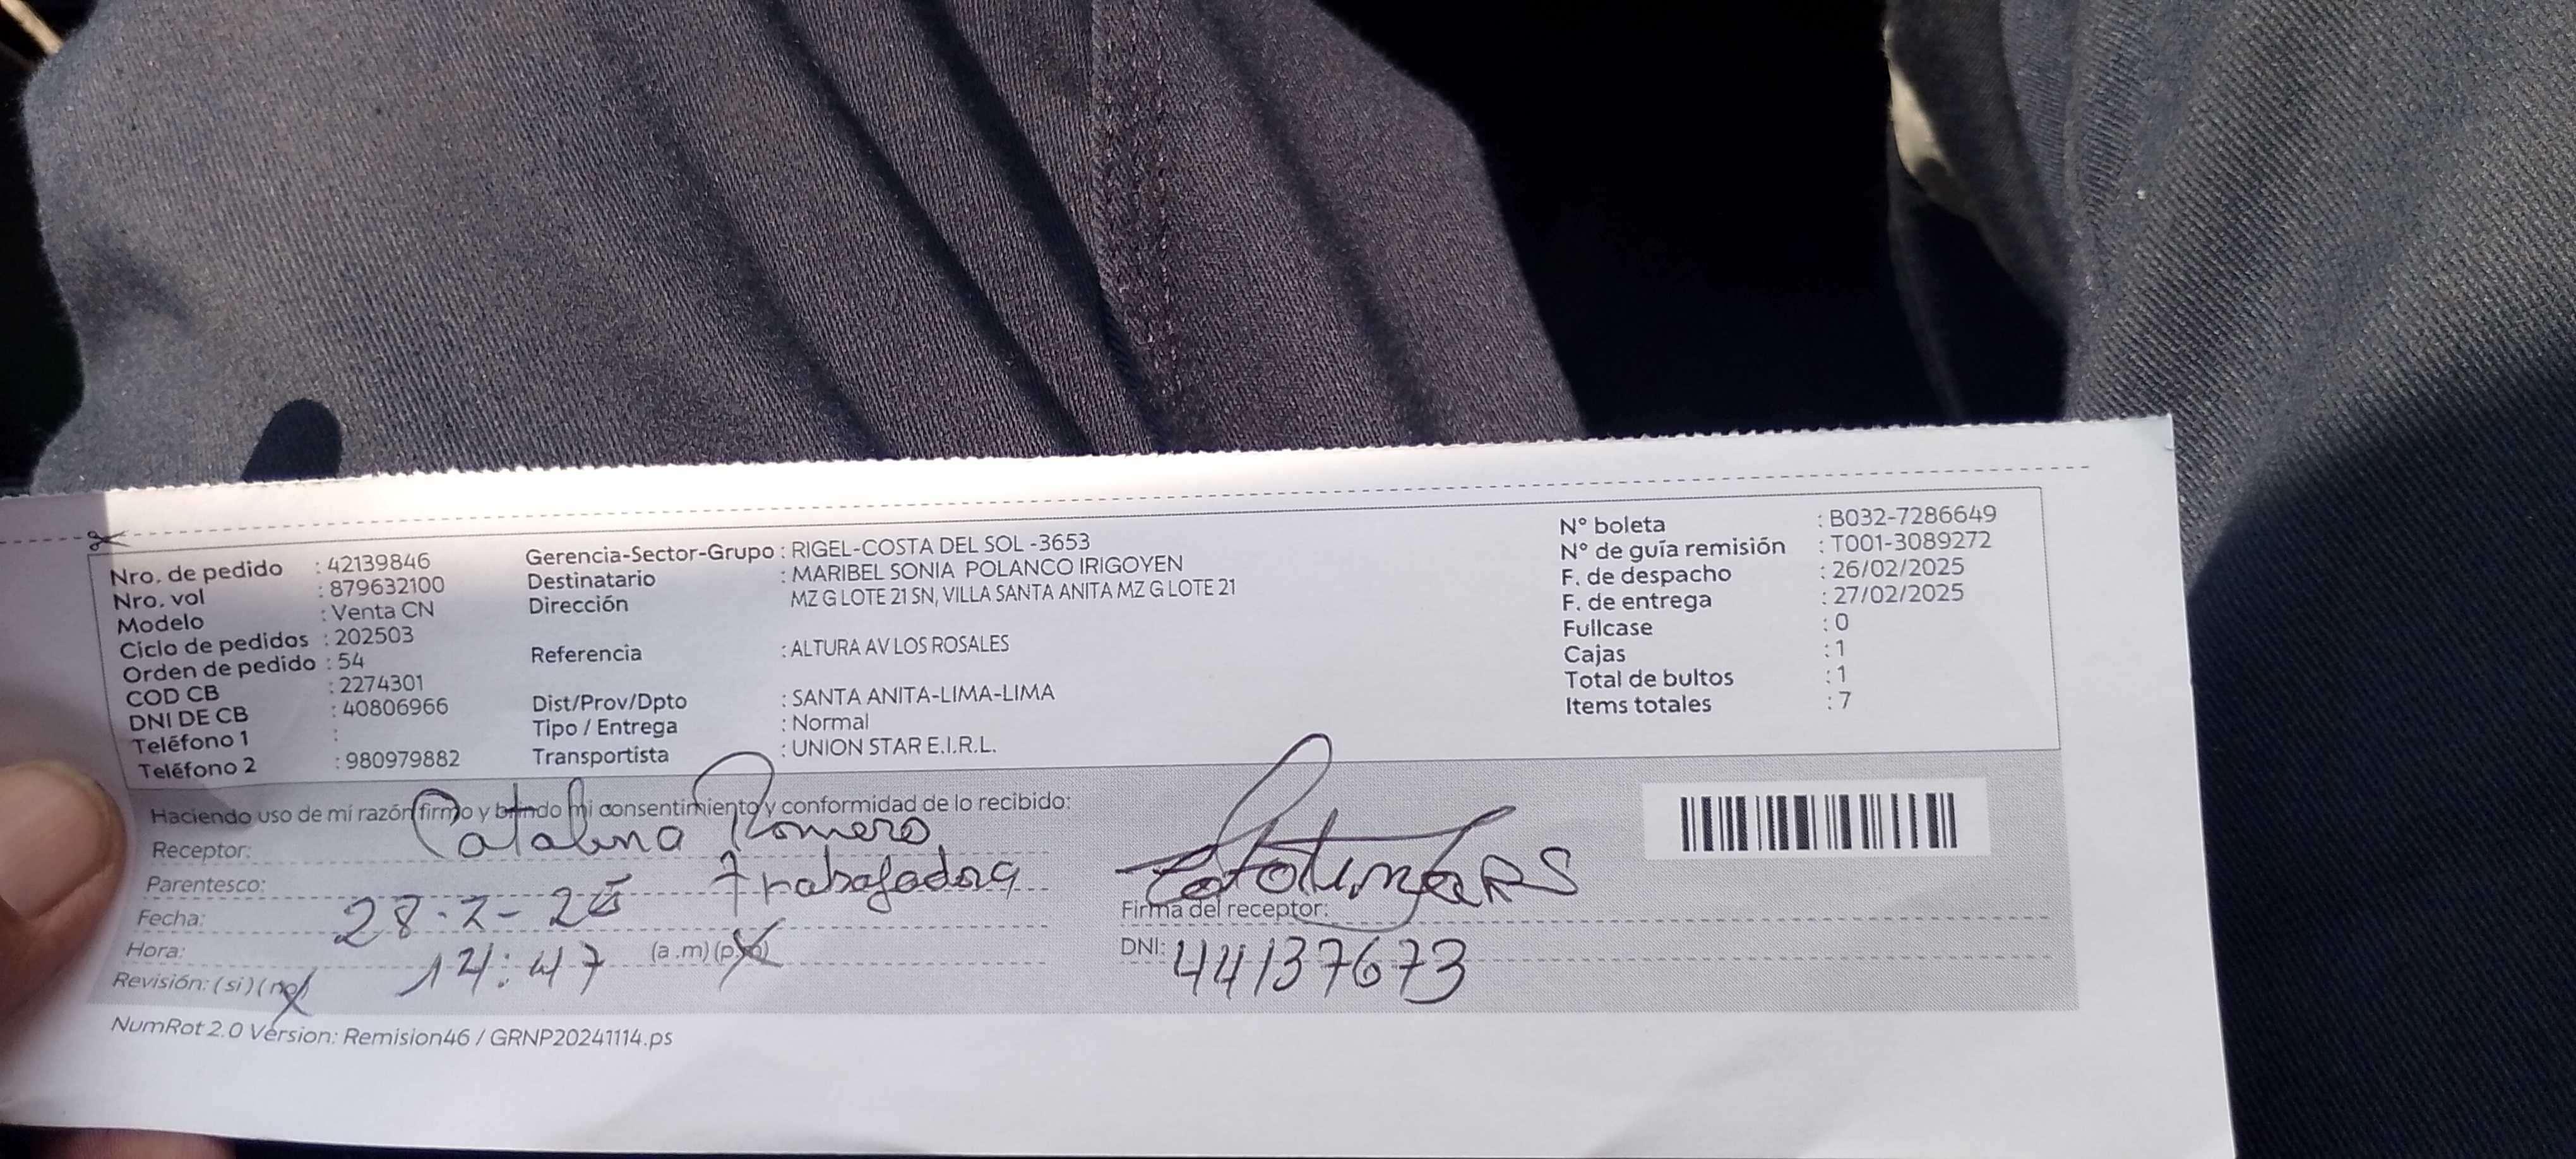 Nro. de pedido : 42139846
Nro. vol : 879632100
Modelo : Venta CN
Ciclo de pedidos : 202503
Orden de pedido : 54
COD CB : 2274301
DNI DE CB : 40806966
Teléfono 1 :
Teléfono 2 : 980979882
Gerencia-Sector-Grupo : RIGEL-COSTA DEL SOL -3653
Destinatario : MARIBEL SONIA POLANCO IRIGOYEN
Dirección MZ G LOTE 21 SN, VILLA SANTA ANITA MZ G LOTE 21
Referencia : ALTURA AV LOS ROSALES
Dist/Prov/Dpto : SANTA ANITA-LIMA-LIMA
Tipo / Entrega : Normal
Transportista : UNION STAR E.I.R.L.
N° boleta : B032-7286649
N° de guía remisión : T001-3089272
F. de despacho : 26/02/2025
F. de entrega : 27/02/2025
Fullcase : 0
Cajas : 1
Total de bultos : 1
Items totales : 7
Haciendo uso de mi razón firmo y brindo mi consentimiento y conformidad de lo recibido:
Receptor: Catalina Romero
Parentesco: trabajadora
Fecha: 28-2-25
Hora: 14:47 (a.m) (p.m)
Revisión: (si) (no)
Firma del receptor:
DNI: 44137673
NumRot 2.0 Version: Remision46 / GRNP20241114.ps